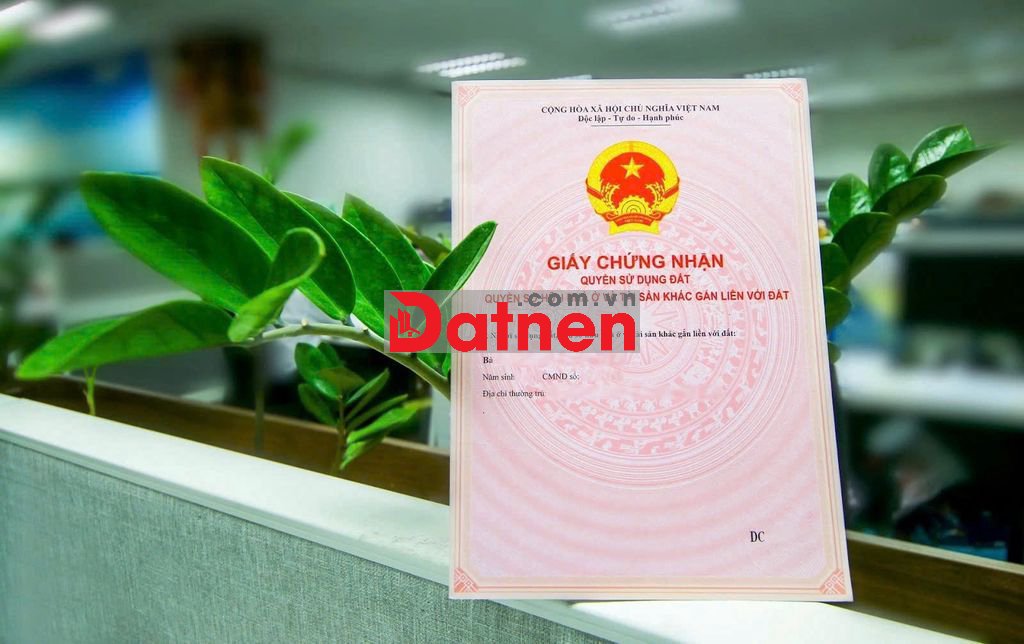 CỘNG HÒA XÃ HỘI CHỦ NGHĨA VIỆT NAM
Độc lập - Tự do - Hạnh phúc
GIẤY CHỨNG NHẬN
QUYỀN SỬ DỤNG ĐẤT
QUYỀN SẢN KHÁC GẮN LIỀN VỚI ĐẤT
.com.vn
Datnen
sản khác gắn liền với đất:
Bà
Năm sinh CMND số:
Địa chỉ thường trú:
DC